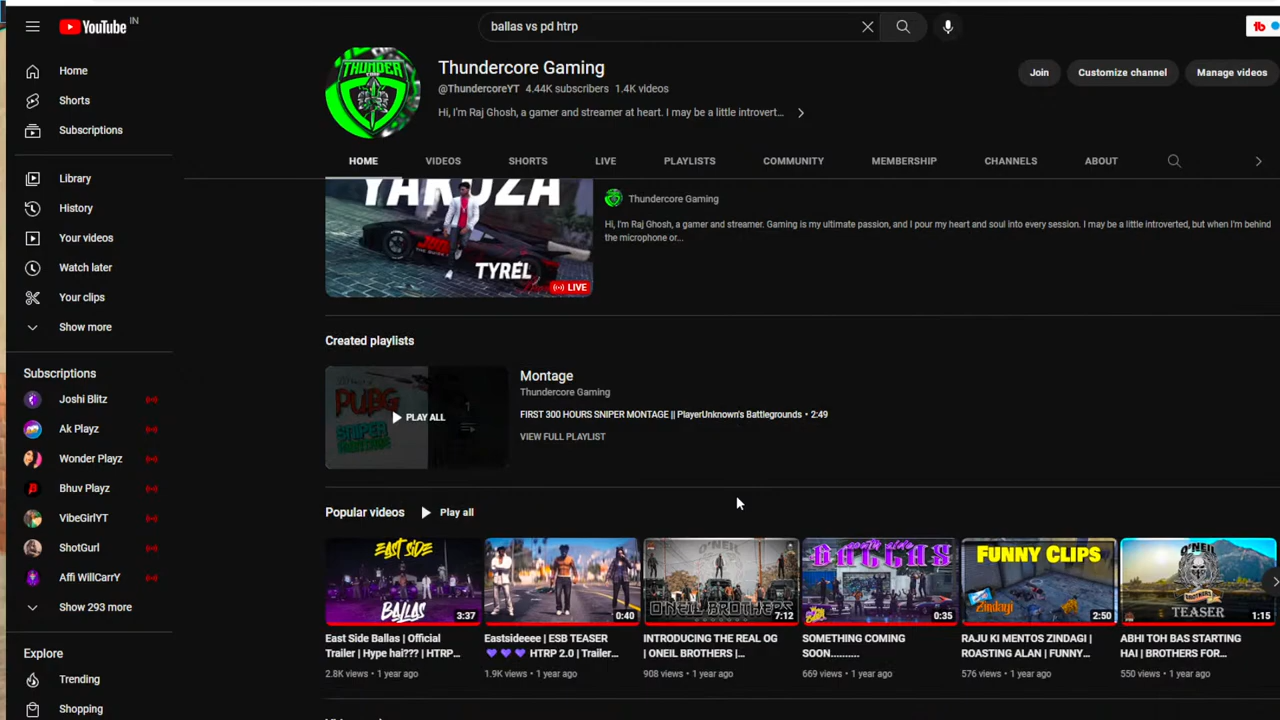 YouTube IN
ballas vs pd htrp
Home
Shorts
Subscriptions
Library
History
Your videos
Watch later
Your clips
Show more
Subscriptions
Joshi Blitz
Ak Playz
Wonder Playz
Bhuv Playz
VibeGirlYT
ShotGurl
Affi WillCarrY
Show 293 more
Explore
Trending
Shopping
THUNDER
Thundercore Gaming
@ThundercoreYT 4.44K subscribers 1.4K videos
Hi, I'm Raj Ghosh, a gamer and streamer at heart. I may be a little introvert...
Join
Customize channel
Manage videos
HOME
VIDEOS
SHORTS
LIVE
PLAYLISTS
COMMUNITY
MEMBERSHIP
CHANNELS
ABOUT
YAKUZA
TYREL
LIVE
Thundercore Gaming
Hi, I'm Raj Ghosh, a gamer and streamer. Gaming is my ultimate passion, and I pour my heart and soul into every session. I may be a little introverted, but when I'm behind
the microphone or...
Created playlists
PUBG
SNIPER
MONTAGE
1
PLAY ALL
Montage
Thundercore Gaming
FIRST 300 HOURS SNIPER MONTAGE || PlayerUnknown's Battlegrounds • 2:49
VIEW FULL PLAYLIST
Popular videos
Play all
EAST SIDE
BALLAS
3:37
East Side Ballas | Official
Trailer | Hype hai??? | HTRP...
2.8K views • 1 year ago
0:40
Eastsideeee | ESB TEASER
💜💜💜 HTRP 2.0 | Trailer...
1.9K views • 1 year ago
O'NEIL
O'NEIL BROTHERS
7:12
INTRODUCING THE REAL OG
| ONEIL BROTHERS |...
908 views • 1 year ago
BALLAS
0:35
SOMETHING COMING
SOON..........
669 views • 1 year ago
FUNNY CLIPS
Zindagi
2:50
RAJU KI MENTOS ZINDAGI |
ROASTING ALAN | FUNNY...
576 views • 1 year ago
O'NEIL
BROTHERS
TEASER
1:15
ABHI TOH BAS STARTING
HAI | BROTHERS FOR...
550 views • 1 year ago